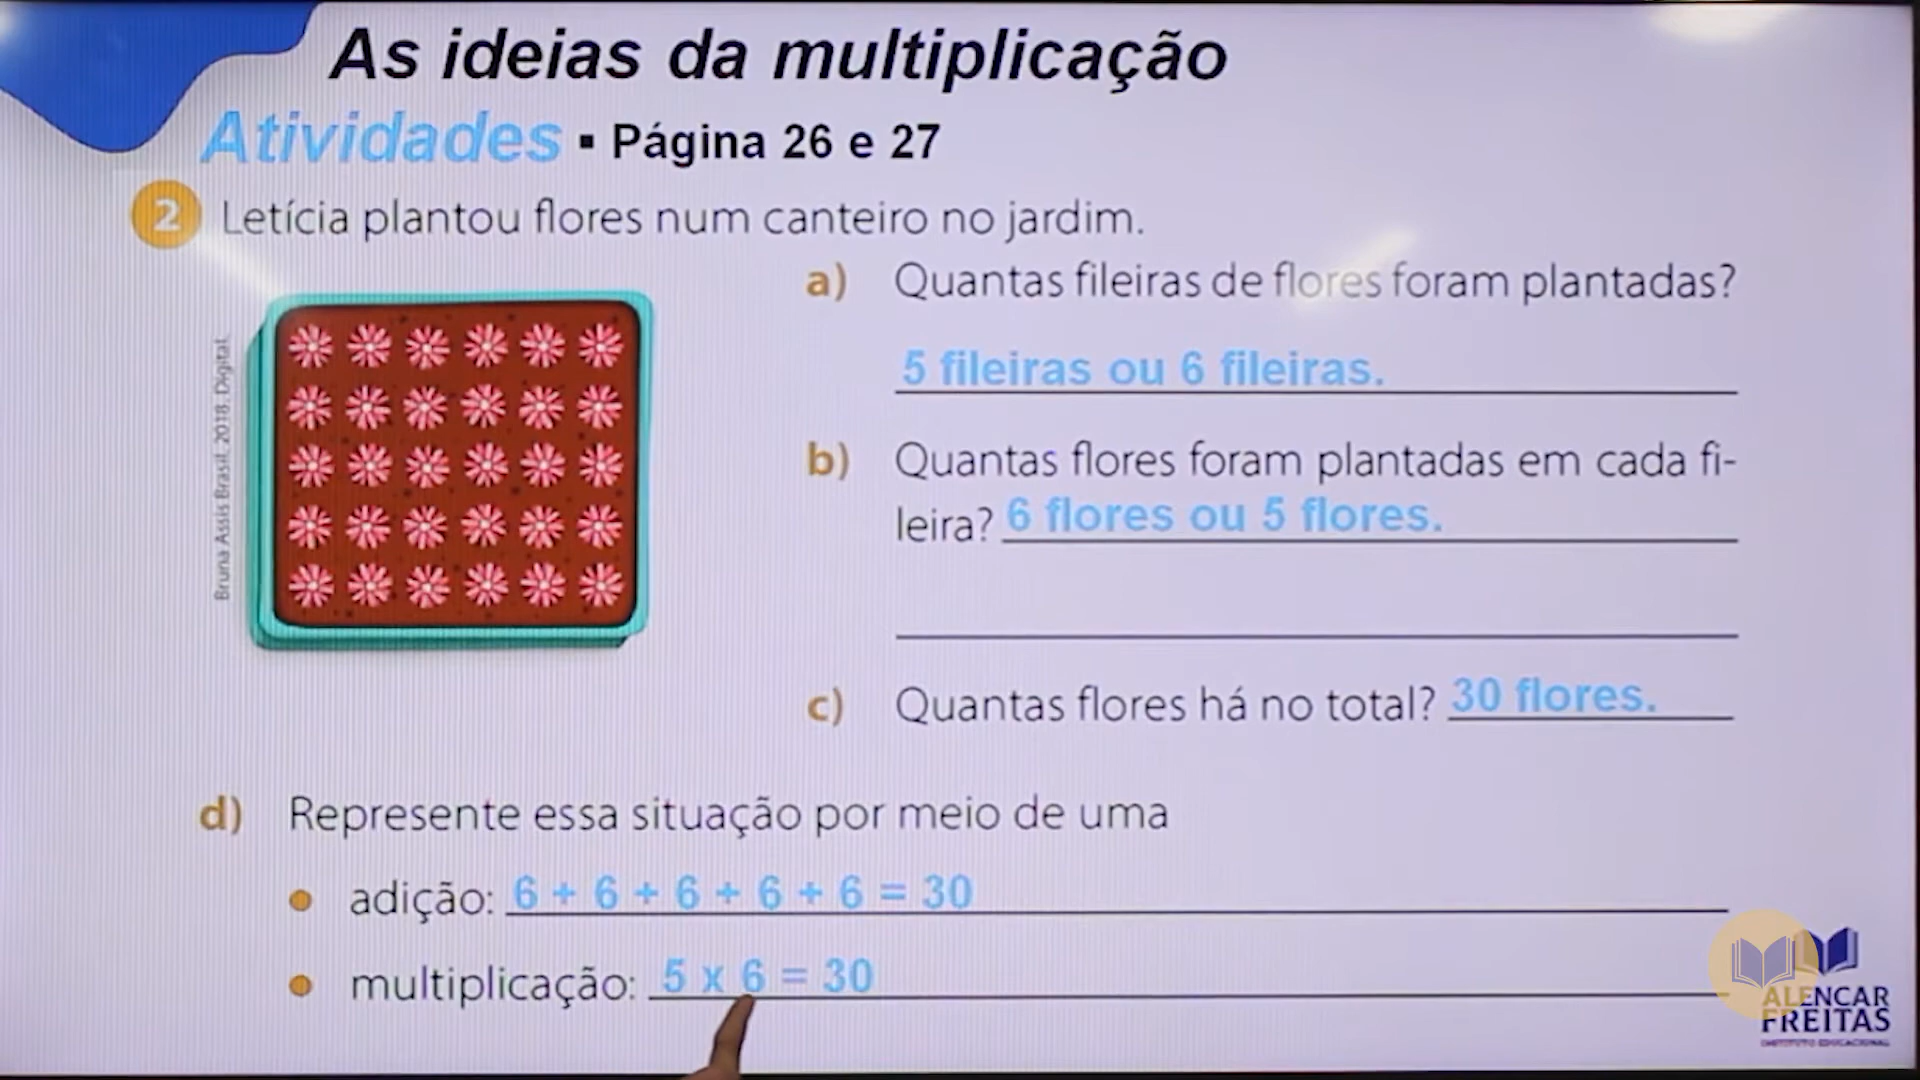 As ideias da multiplicação
Atividades ▪ Página 26 e 27
2 Letícia plantou flores num canteiro no jardim.
Bruna Assis Brasil. 2018. Digital.
a) Quantas fileiras de flores foram plantadas?
5 fileiras ou 6 fileiras.
b) Quantas flores foram plantadas em cada fi-
leira? 6 flores ou 5 flores.
c) Quantas flores há no total? 30 flores.
d) Represente essa situação por meio de uma
• adição: 6 + 6 + 6 + 6 + 6 = 30
• multiplicação: 5 x 6 = 30
ALENCAR
FREITAS
INSTITUTO EDUCACIONAL